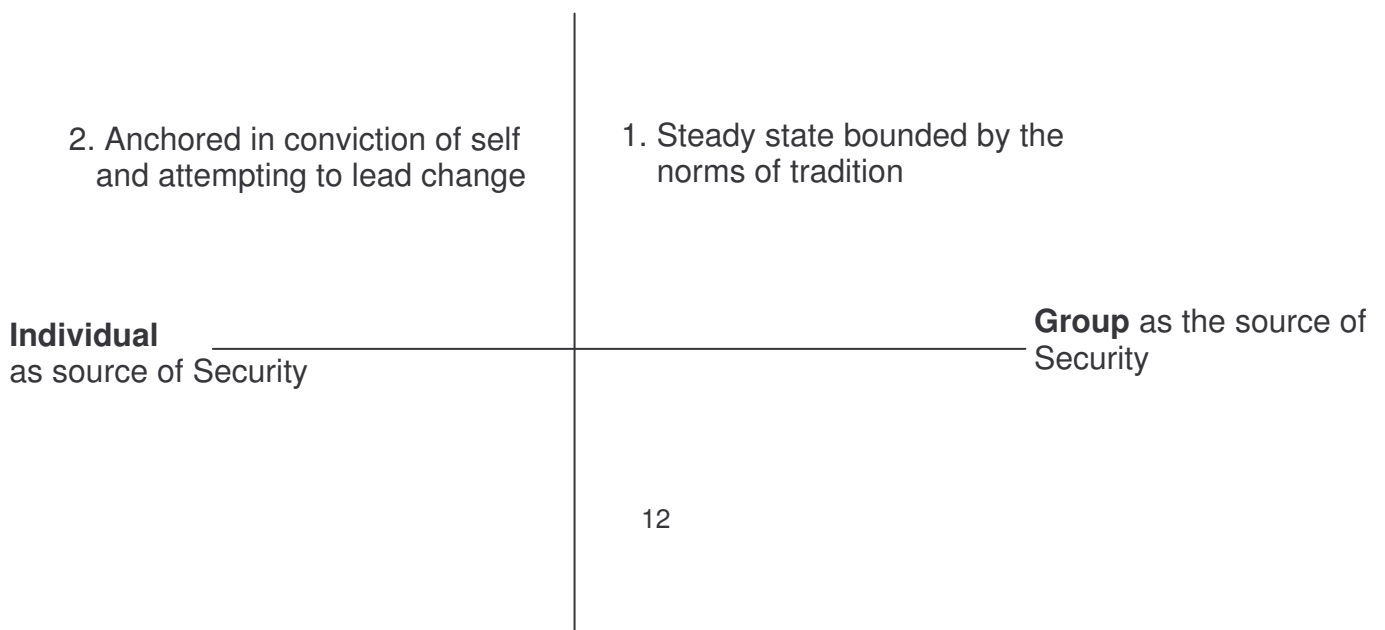 2. Anchored in conviction of self
and attempting to lead change
1. Steady state bounded by the
norms of tradition
Individual
as source of Security
Group as the source of
Security
12